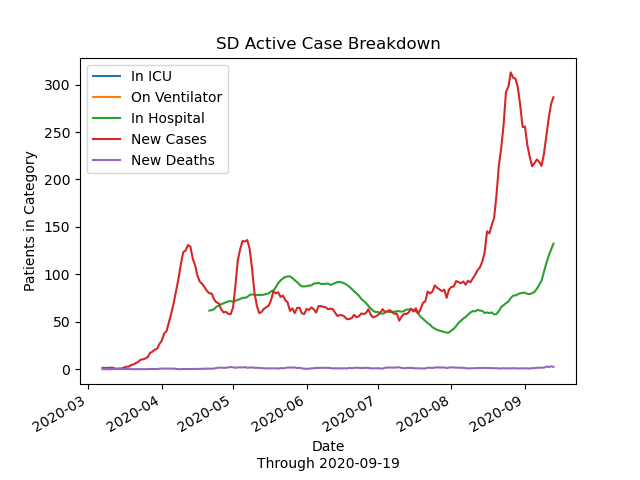 SD Active Case Breakdown
In ICU
On Ventilator
In Hospital
New Cases
New Deaths
Patients in Category
300
250
200
150
100
50
0
2020-03
2020-04
2020-05
2020-06
2020-07
2020-08
2020-09
Date
Through 2020-09-19